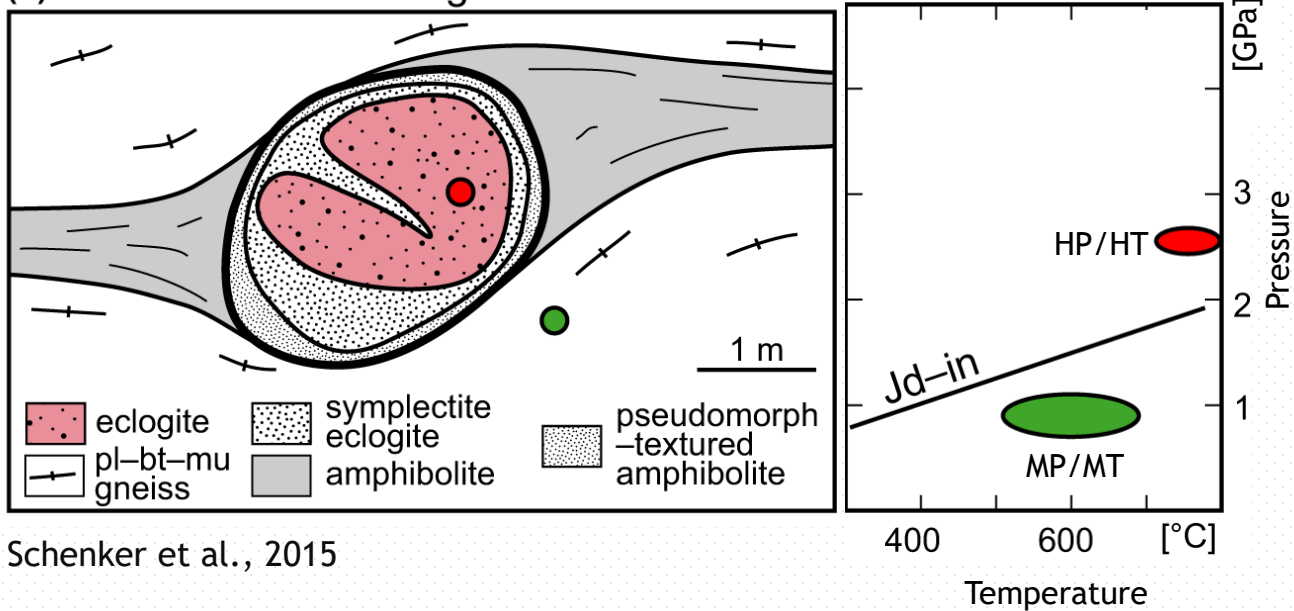 eclogite
pl–bt–mu
gneiss
symplectite
eclogite
amphibolite
pseudomorph
–textured
amphibolite
1 m
Schenker et al., 2015
HP/HT
Jd–in
MP/MT
3
2
1
[GPa]
Pressure
400
600
[°C]
Temperature